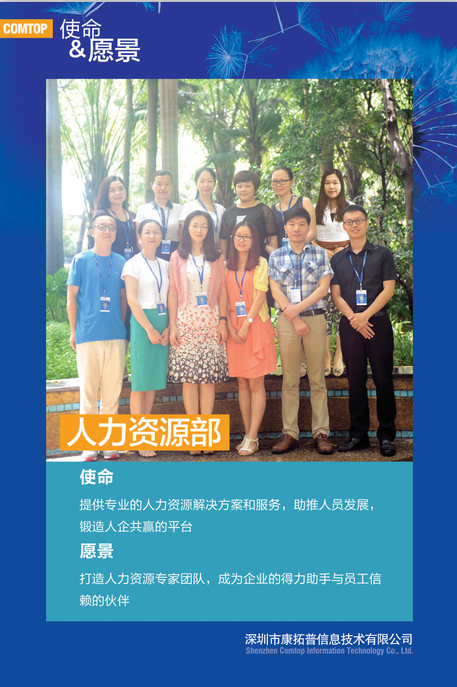 COMTOP
使命
&愿景
人力资源部
使命
提供专业的人力资源解决方案和服务，助推人员发展，
锻造人企共赢的平台
愿景
打造人力资源专家团队，成为企业的得力助手与员工信
赖的伙伴
深圳市康拓普信息技术有限公司
Shenzhen Comtop Information Technology Co., Ltd.